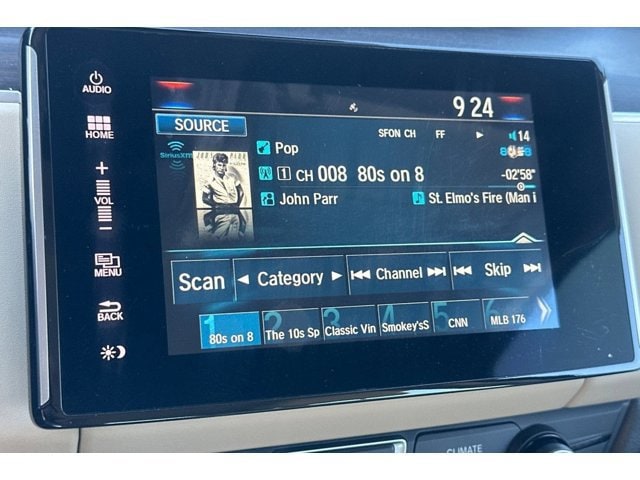 AUDIO
9 24
HOME
SOURCE
SFON CH FF
14
SiriusXM
Pop
1 CH 008 80s on 8
-02'58"
John Parr
St. Elmo's Fire (Man i
+
VOL
-
MENU
Scan
Category
Channel
Skip
BACK
1 80s on 8
2 The 10s Sp
3 Classic Vin
4 Smokey'sS
5 CNN
6 MLB 176
CLIMATE